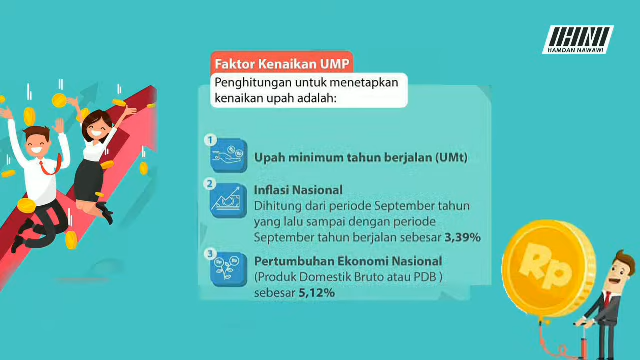 HN
HAMDAN NAWAWI
Faktor Kenaikan UMP
Penghitungan untuk menetapkan
kenaikan upah adalah:
1
Upah minimum tahun berjalan (UMt)
2
Inflasi Nasional
Dihitung dari periode September tahun
yang lalu sampai dengan periode
September tahun berjalan sebesar 3,39%
3
Pertumbuhan Ekonomi Nasional
(Produk Domestik Bruto atau PDB )
sebesar 5,12%
Rp